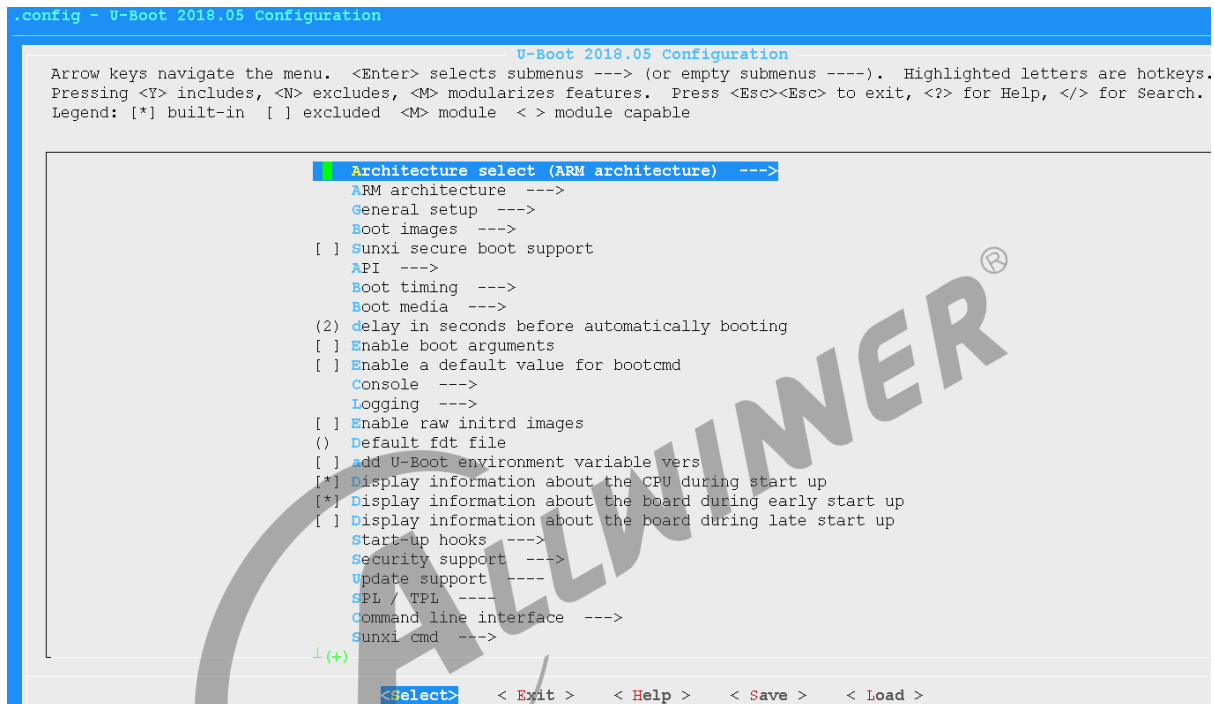 .config - U-Boot 2018.05 Configuration
U-Boot 2018.05 Configuration
Arrow keys navigate the menu.  <Enter> selects submenus ---> (or empty submenus ----).  Highlighted letters are hotkeys.
Pressing <Y> includes, <N> excludes, <M> modularizes features.  Press <Esc><Esc> to exit, <?> for Help, </> for Search.
Legend: [*] built-in  [ ] excluded  <M> module  < > module capable
Architecture select (ARM architecture)  --->
ARM architecture  --->
General setup  --->
Boot images  --->
[ ] Sunxi secure boot support
API  --->
Boot timing  --->
Boot media  --->
(2) delay in seconds before automatically booting
[ ] Enable boot arguments
[ ] Enable a default value for bootcmd
Console  --->
Logging  --->
[ ] Enable raw initrd images
()  Default fdt file
[ ] add U-Boot environment variable vers
[*] Display information about the CPU during start up
[*] Display information about the board during early start up
[ ] Display information about the board during late start up
Start-up hooks  --->
Security support  --->
Update support  ----
SPL / TPL  ----
Command line interface  --->
Sunxi cmd  --->
┴(+)
<Select>    < Exit >    < Help >    < Save >    < Load >
ALLWINNER®